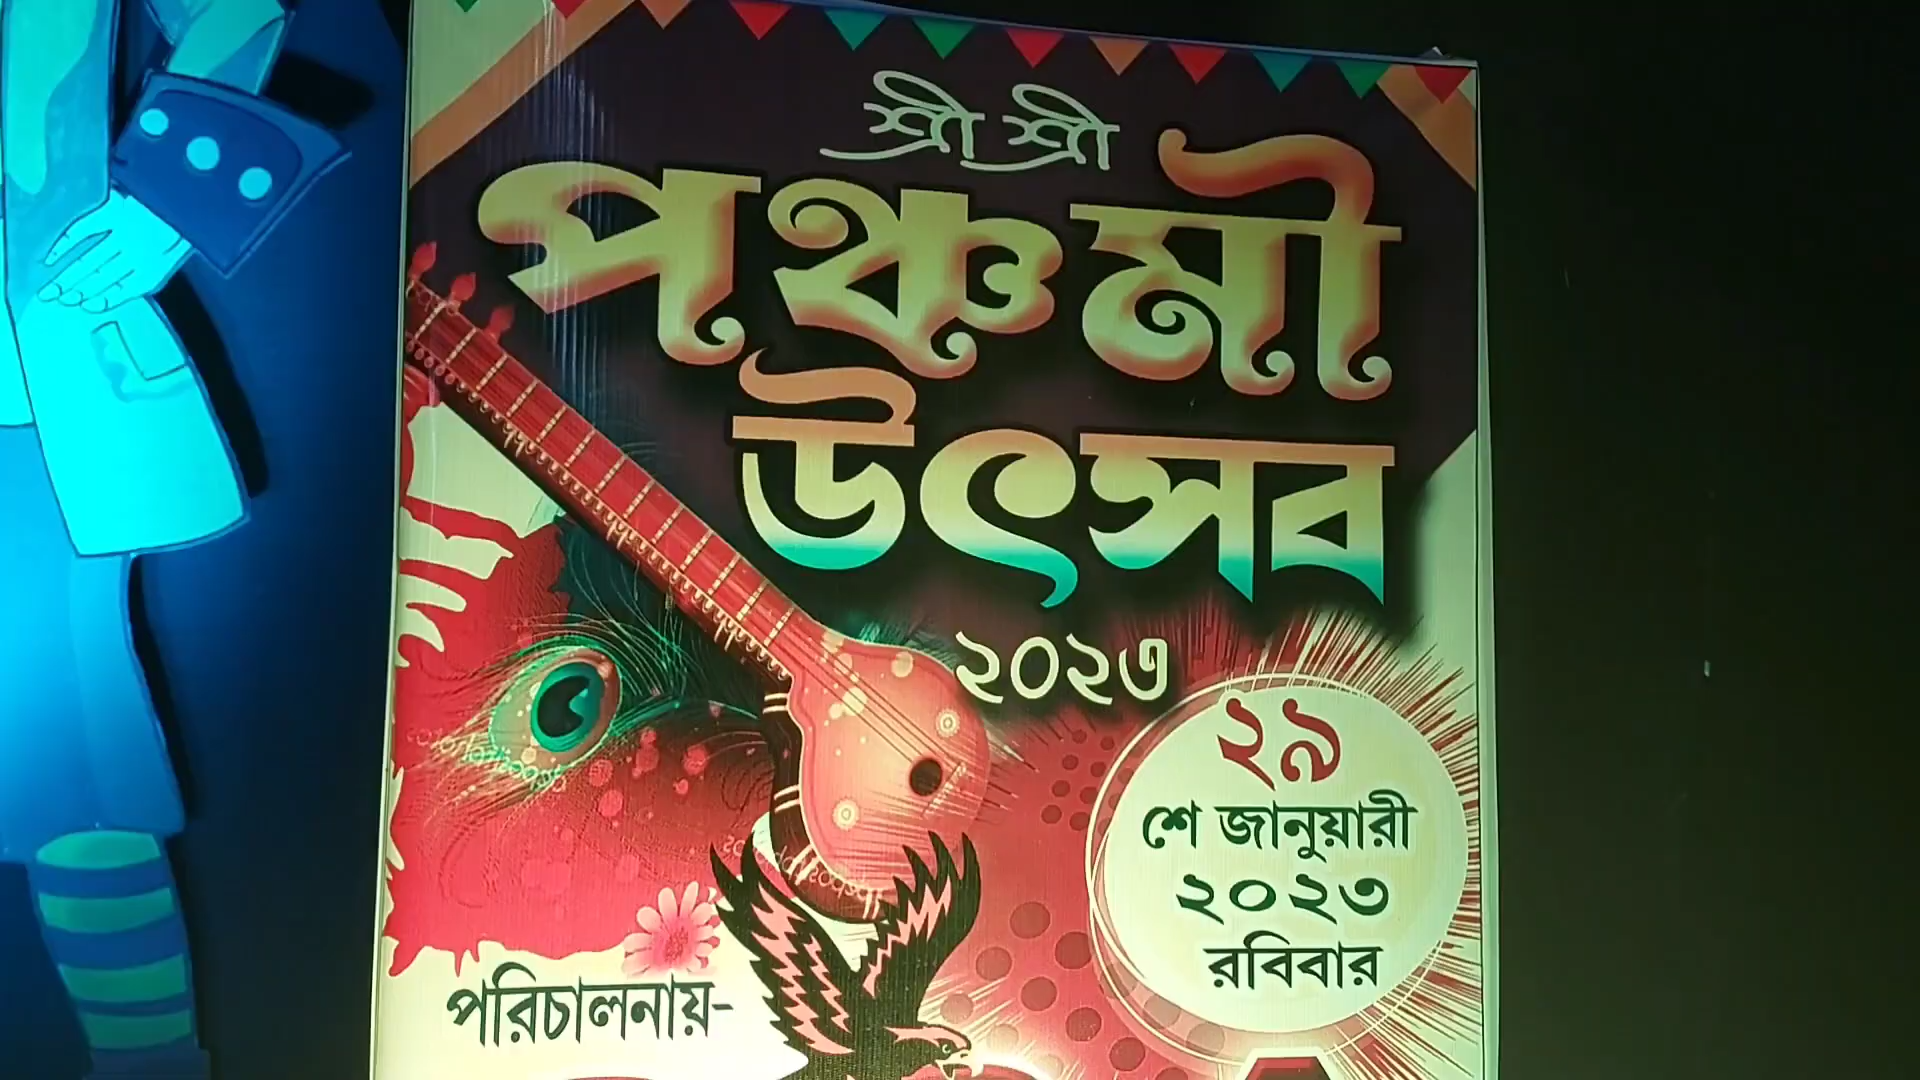 শ্রী শ্রী
পঞ্চমী
উৎসব
২০২৩
২৯
শে জানুয়ারী
২০২৩
রবিবার
পরিচালনায়-